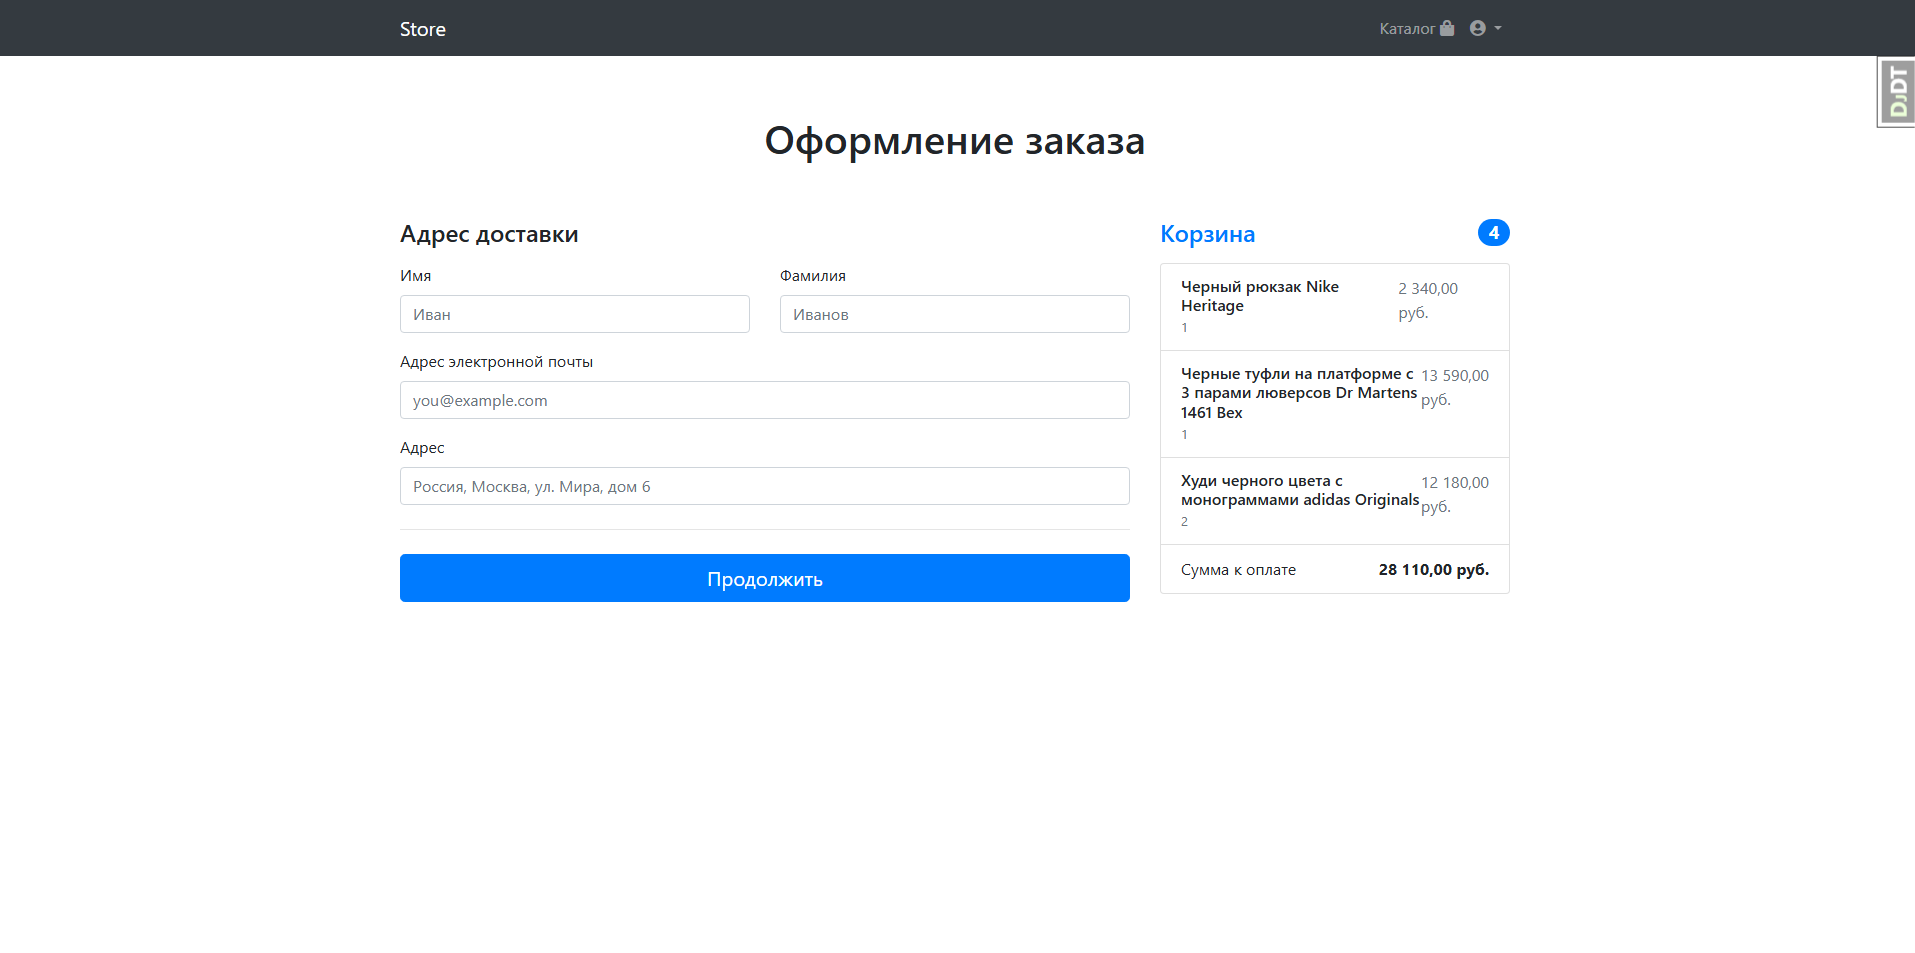 Store
Каталог
DjDT
Оформление заказа
Адрес доставки
Имя
Фамилия
Иван
Иванов
Адрес электронной почты
you@example.com
Адрес
Россия, Москва, ул. Мира, дом 6
Продолжить
Корзина
4
Черный рюкзак Nike
Heritage
1
2 340,00
руб.
Черные туфли на платформе с
3 парами люверсов Dr Martens
1461 Bex
1
13 590,00
руб.
Худи черного цвета с
монограммами adidas Originals
2
12 180,00
руб.
Сумма к оплате
28 110,00 руб.